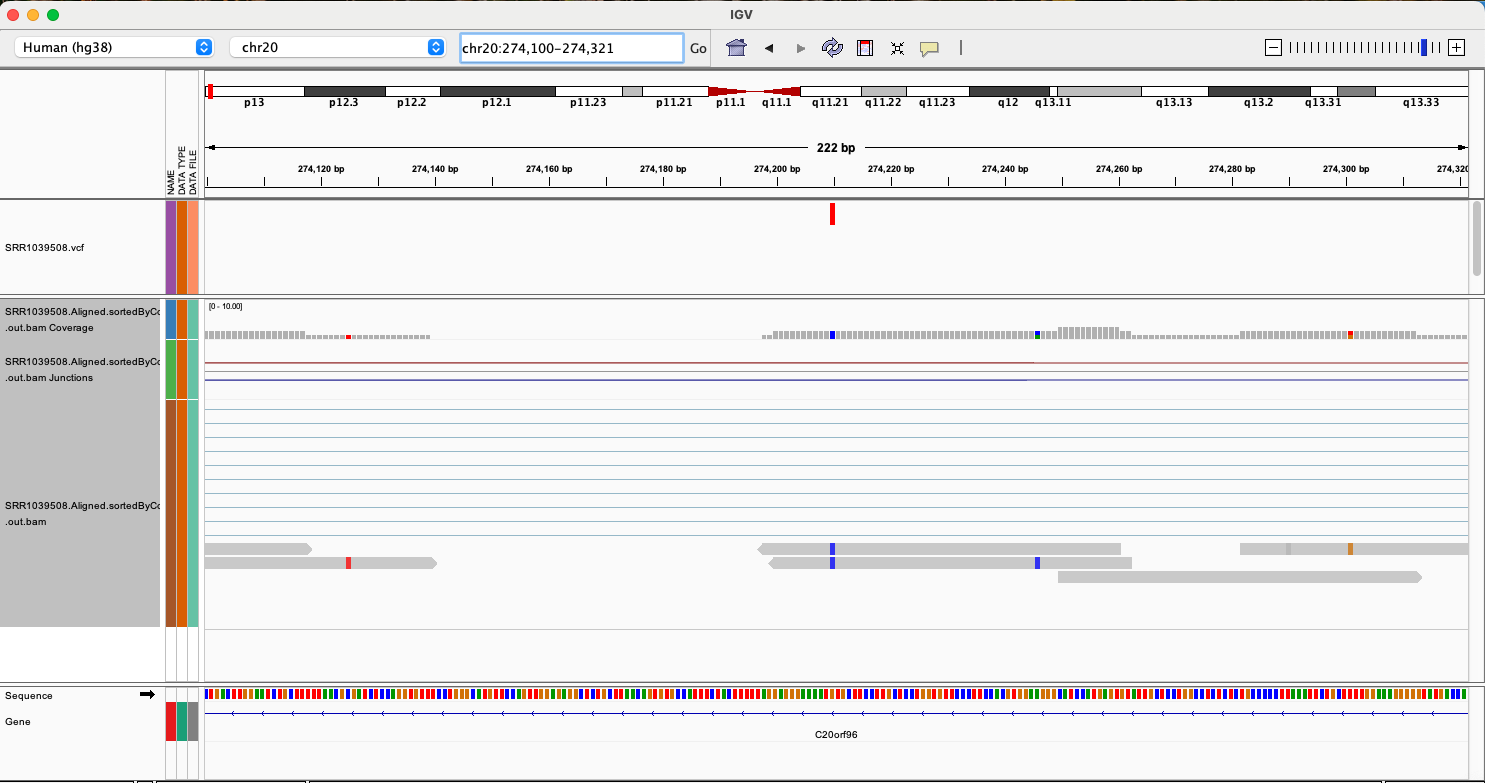 IGV
Human (hg38)
chr20
chr20:274,100-274,321
Go
p13 p12.3 p12.2 p12.1 p11.23 p11.21 p11.1 q11.1 q11.21 q11.22 q11.23 q12 q13.11 q13.13 q13.2 q13.31 q13.33
222 bp
274,120 bp 274,140 bp 274,160 bp 274,180 bp 274,200 bp 274,220 bp 274,240 bp 274,260 bp 274,280 bp 274,300 bp 274,320
NAME
DATA TYPE
DATA FILE
SRR1039508.vcf
[0 - 10.00]
SRR1039508.Aligned.sortedByCo
.out.bam Coverage
SRR1039508.Aligned.sortedByCo
.out.bam Junctions
SRR1039508.Aligned.sortedByCo
.out.bam
Sequence
Gene
C20orf96